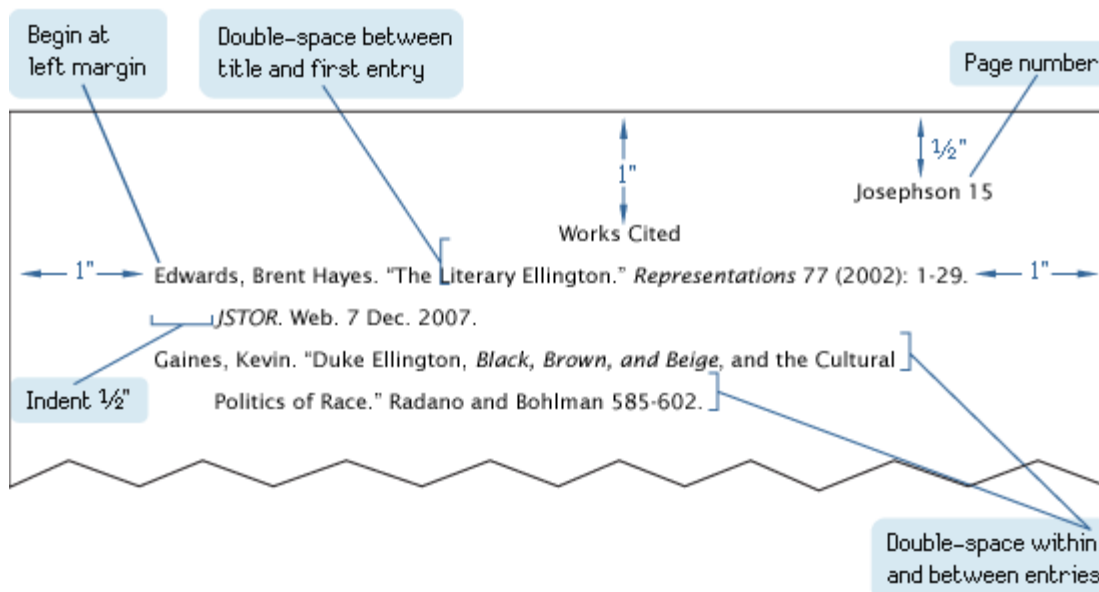 Begin at
left margin
Double-space between
title and first entry
Page number
1"
½"
Josephson 15
Works Cited
1"
Edwards, Brent Hayes. “The Literary Ellington.” Representations 77 (2002): 1-29.
1"
JSTOR. Web. 7 Dec. 2007.
Gaines, Kevin. “Duke Ellington, Black, Brown, and Beige, and the Cultural
Indent ½"
Politics of Race.” Radano and Bohlman 585-602.
Double-space within
and between entries